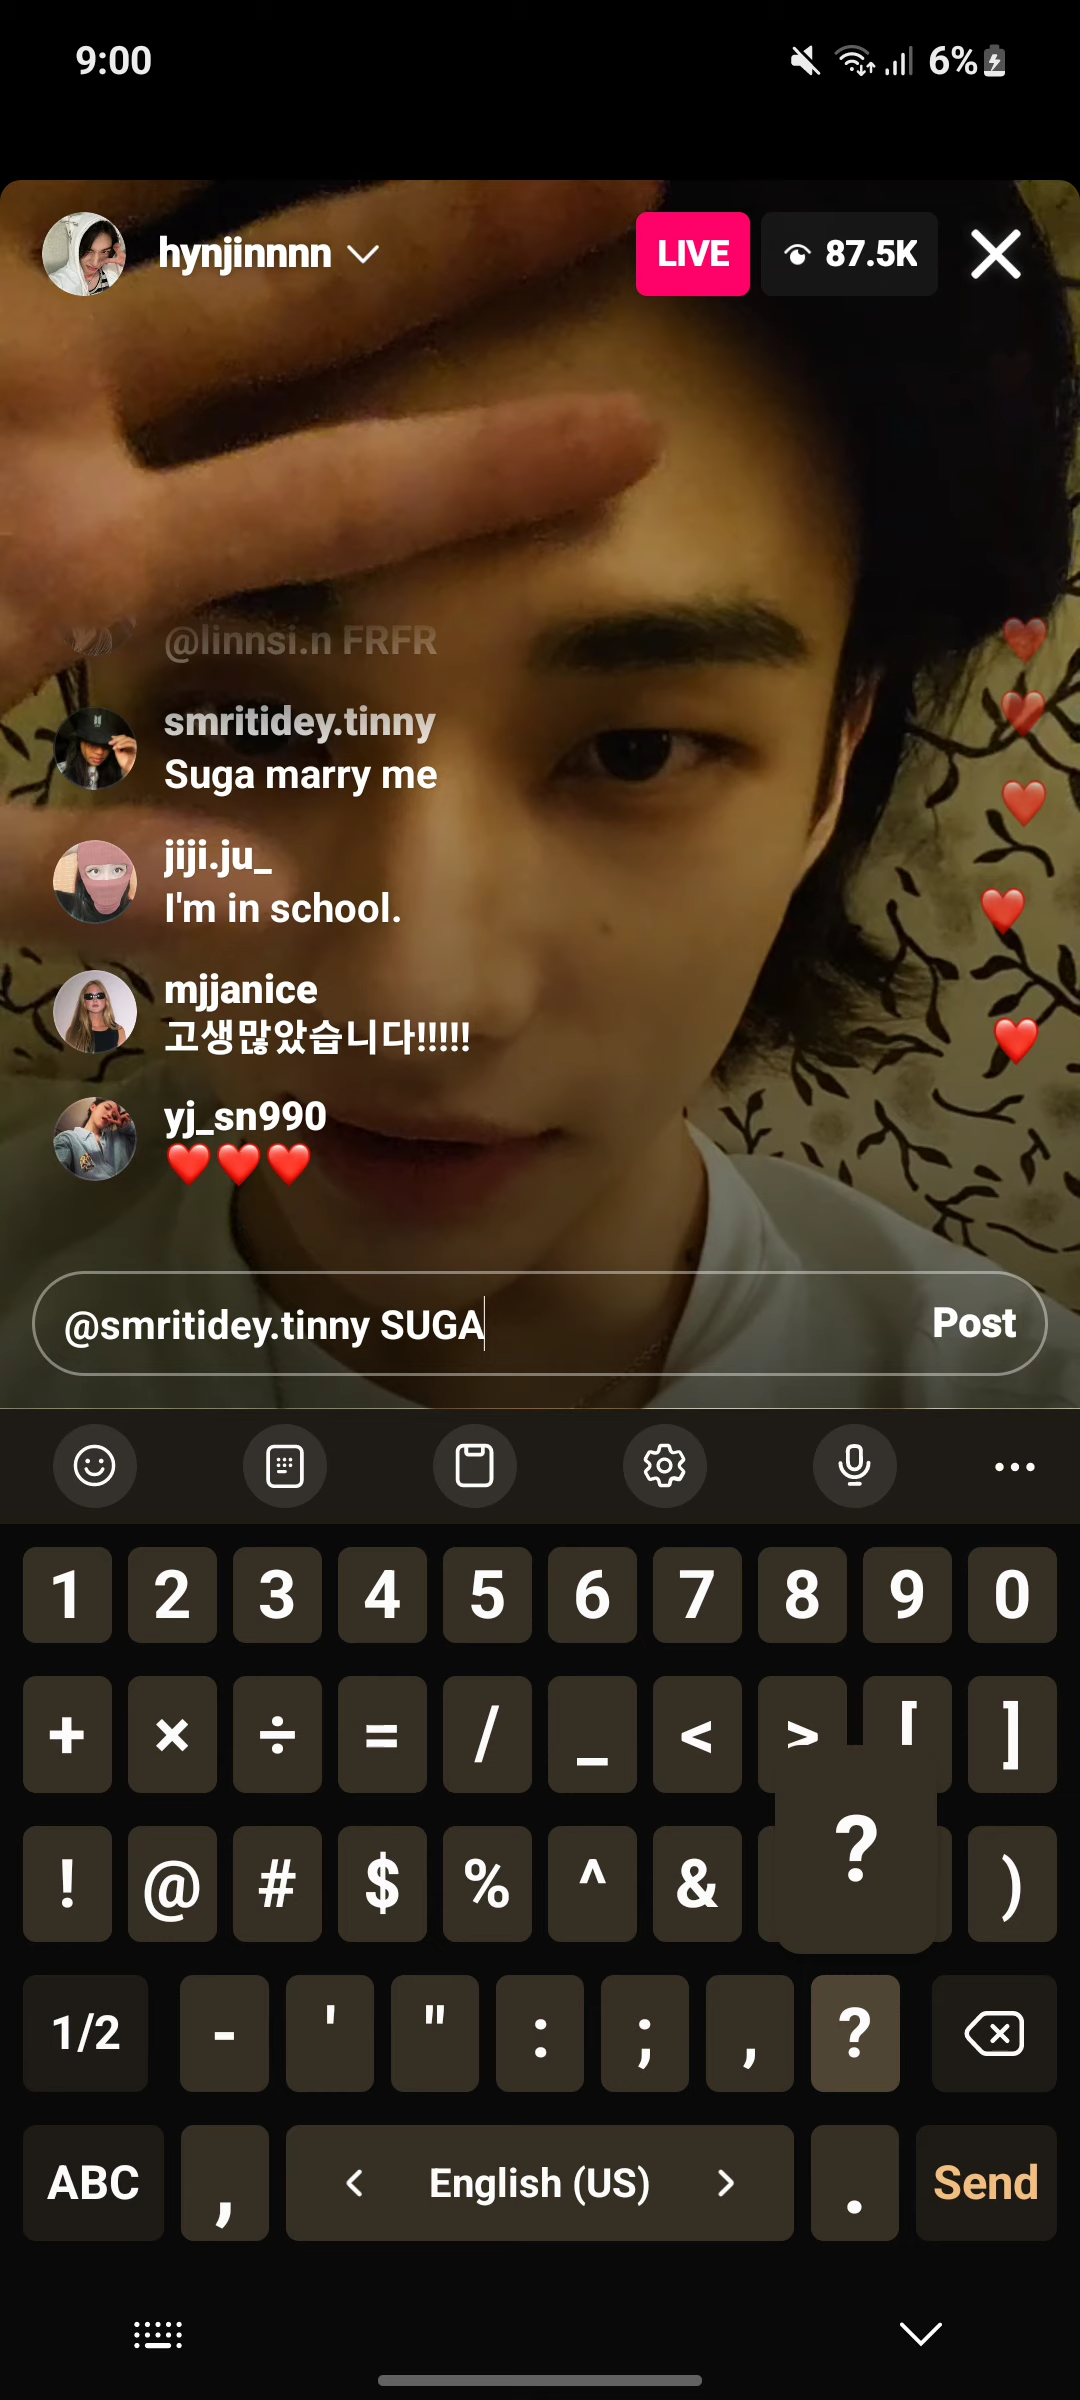 9:00
6%
hynjinnnn
LIVE
87.5K
@linnsi.n FRFR
smritidey.tinny
Suga marry me
jiji.ju_
I'm in school.
mjjanice
고생많았습니다!!!!!
yj_sn990
❤️❤️❤️
@smritidey.tinny SUGA
Post
1 2 3 4 5 6 7 8 9 0
+ × ÷ = / _ < > [ ]
! @ # $ % ^ & ? )
1/2 - ' " : ; , ?
ABC , < English (US) > . Send